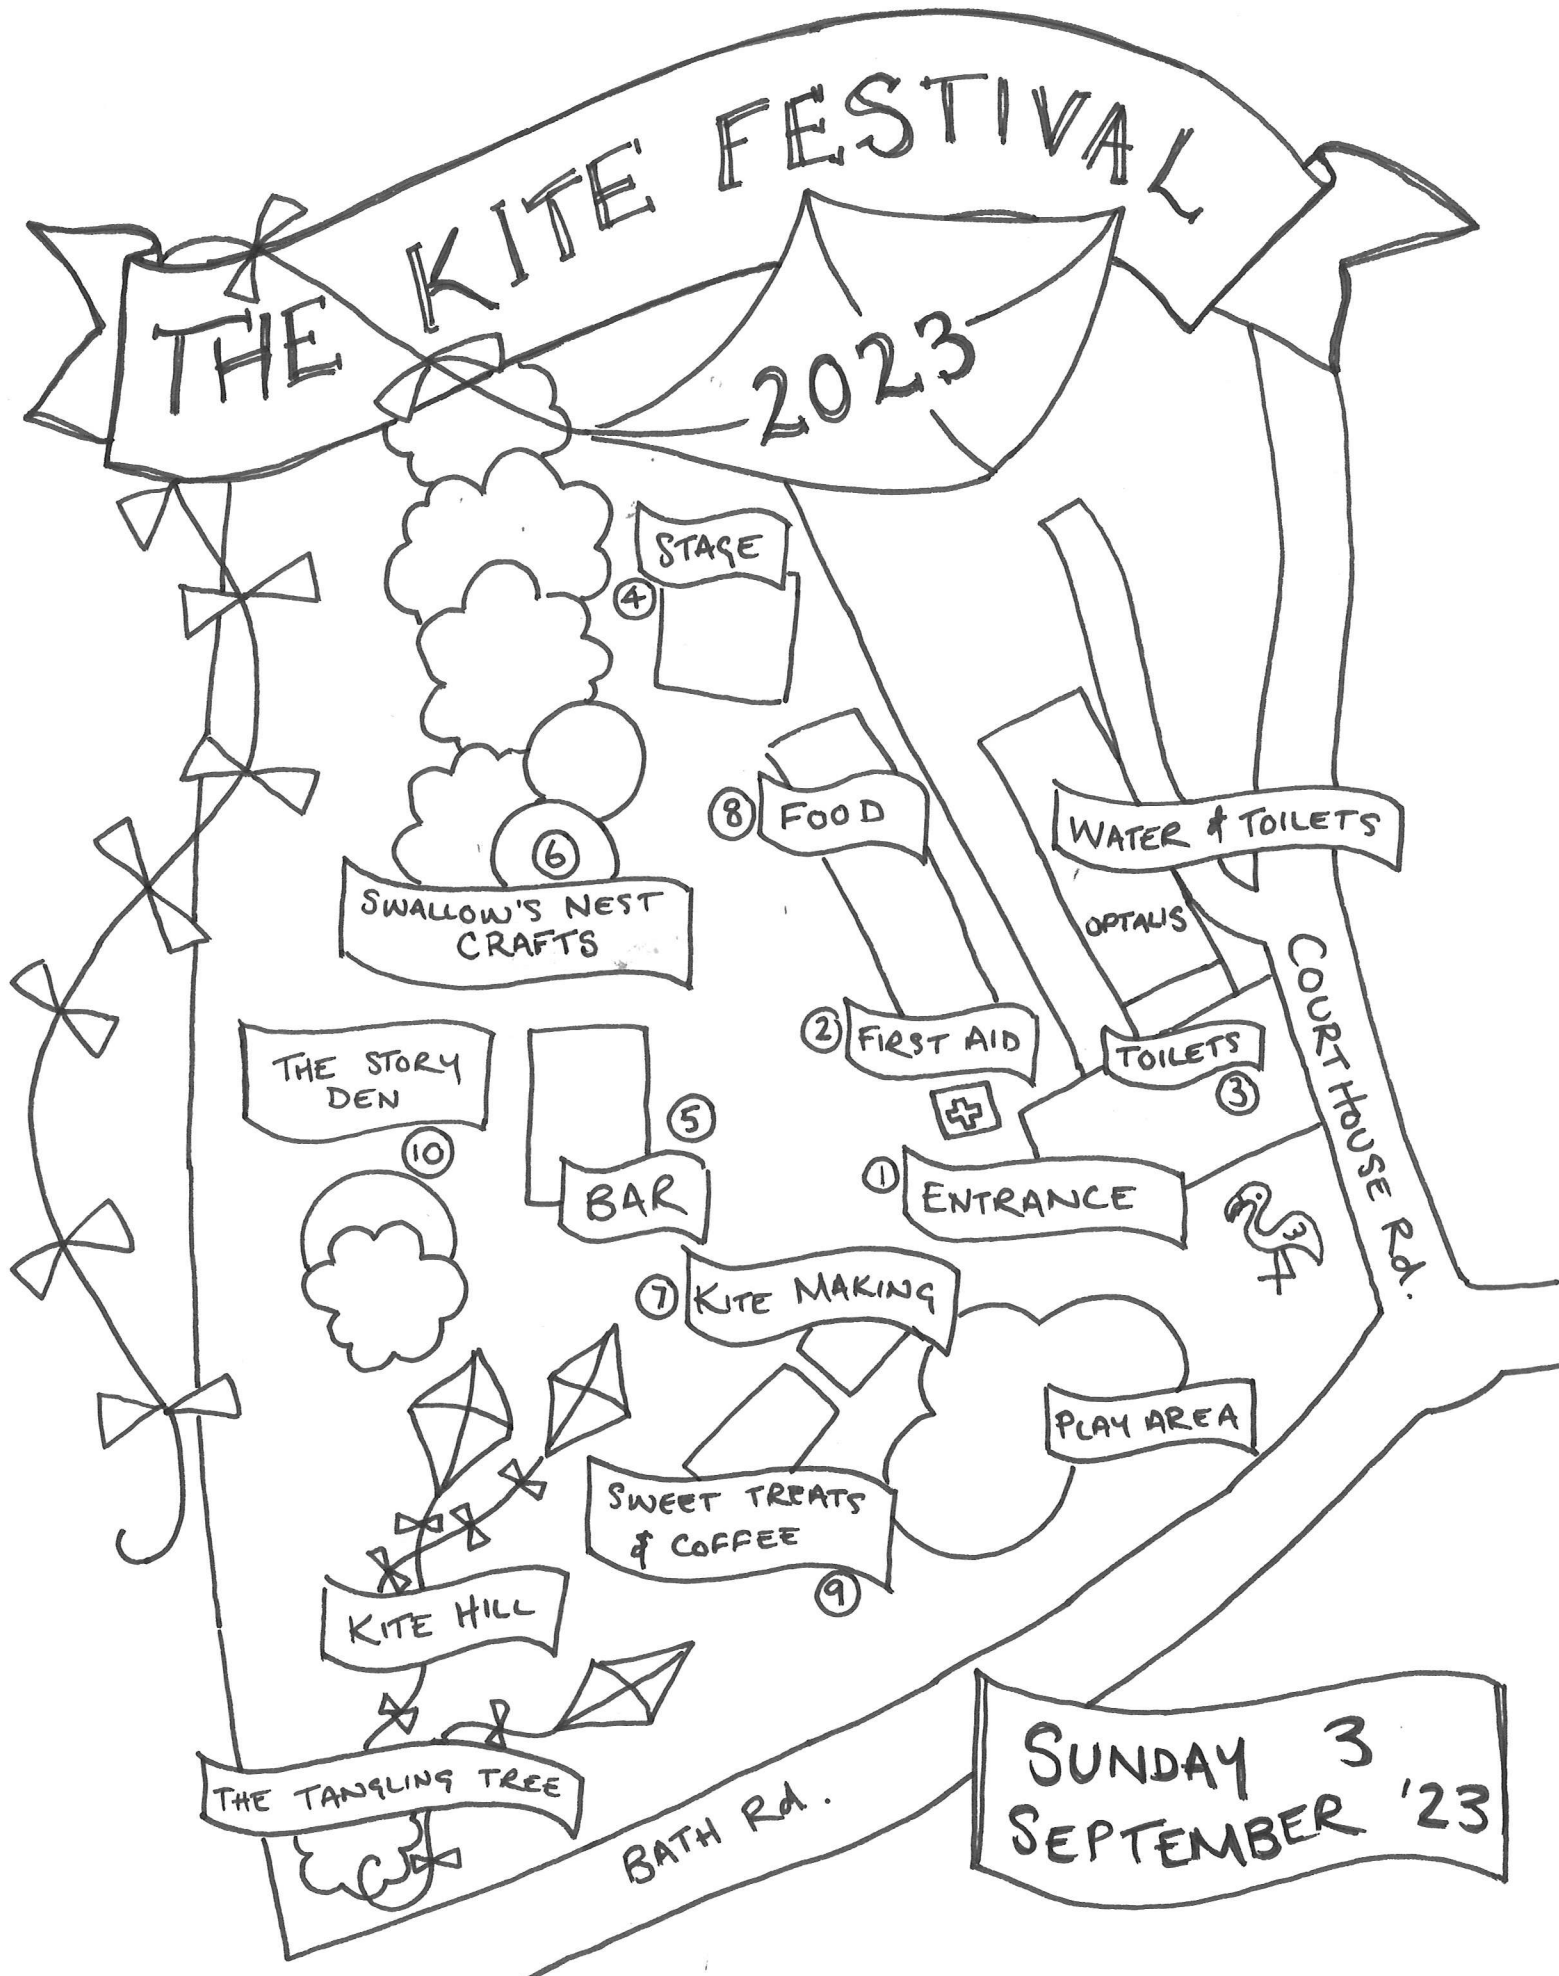 THE KITE FESTIVAL
2023
STAGE
4
8 FOOD
WATER & TOILETS
6
SWALLOW'S NEST
CRAFTS
OPTALIS
COURTHOUSE Rd.
2 FIRST AID
TOILETS
3
THE STORY
DEN
10
5
BAR
1 ENTRANCE
7 KITE MAKING
PLAY AREA
SWEET TREATS
& COFFEE
9
KITE HILL
THE TANGLING TREE
BATH Rd.
SUNDAY 3
SEPTEMBER '23